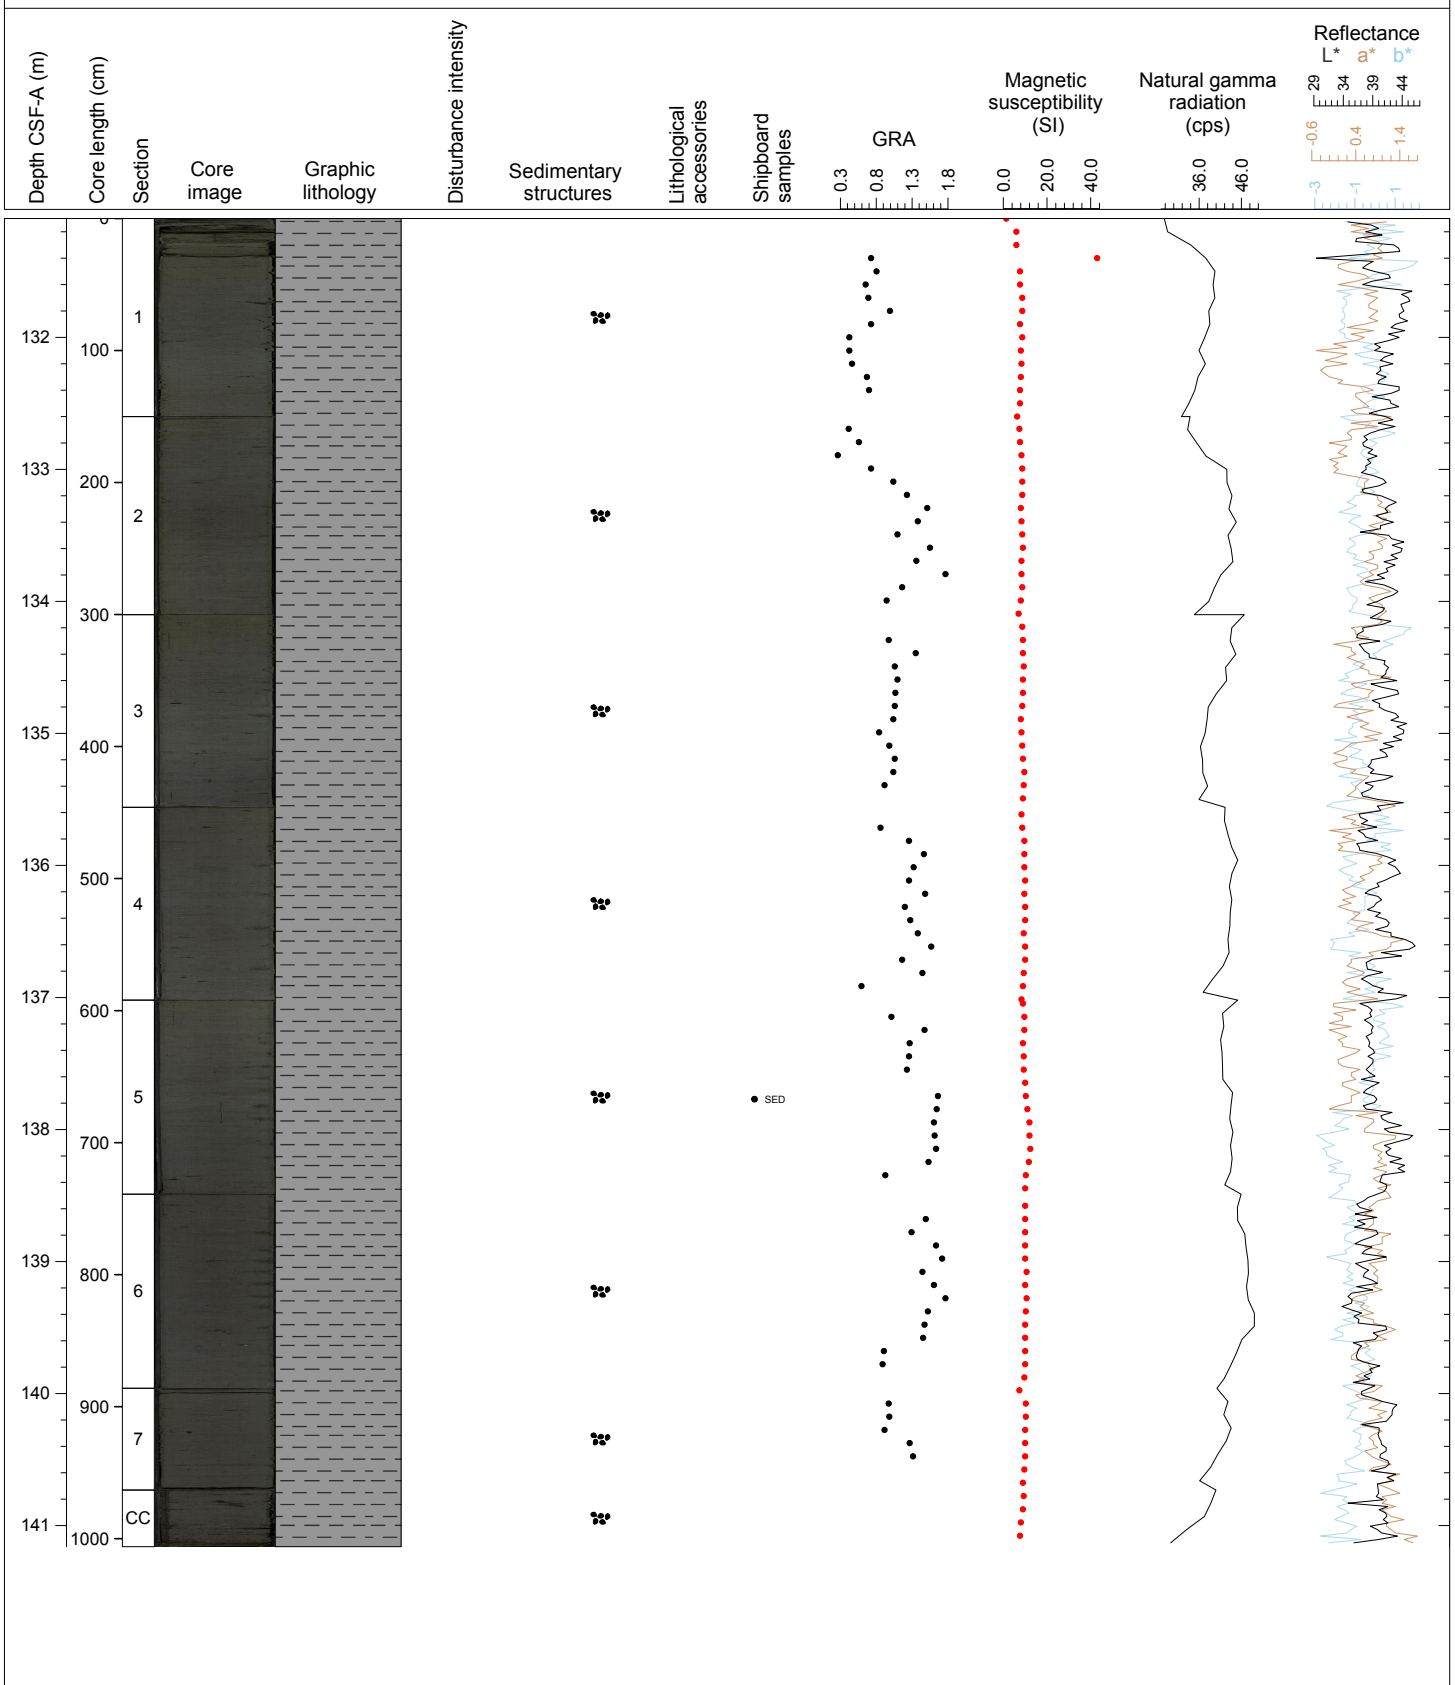 Depth CSF-A (m)
Core length (cm)
Section
Core
image
Graphic
lithology
Disturbance intensity
Sedimentary
structures
Lithological
accessories
Shipboard
samples
GRA
0.3 0.8 1.3 1.8
Magnetic
susceptibility
(SI)
0.0 20.0 40.0
Natural gamma
radiation
(cps)
36.0 46.0
Reflectance
L* a* b*
29 34 39 44
-0.6 0.4 1.4
-3 -1 1
0
1
132
100
133
200
2
134
300
3
135
400
136
500
4
137
600
5
SED
138
700
139
800
6
140
900
7
CC
141
1000